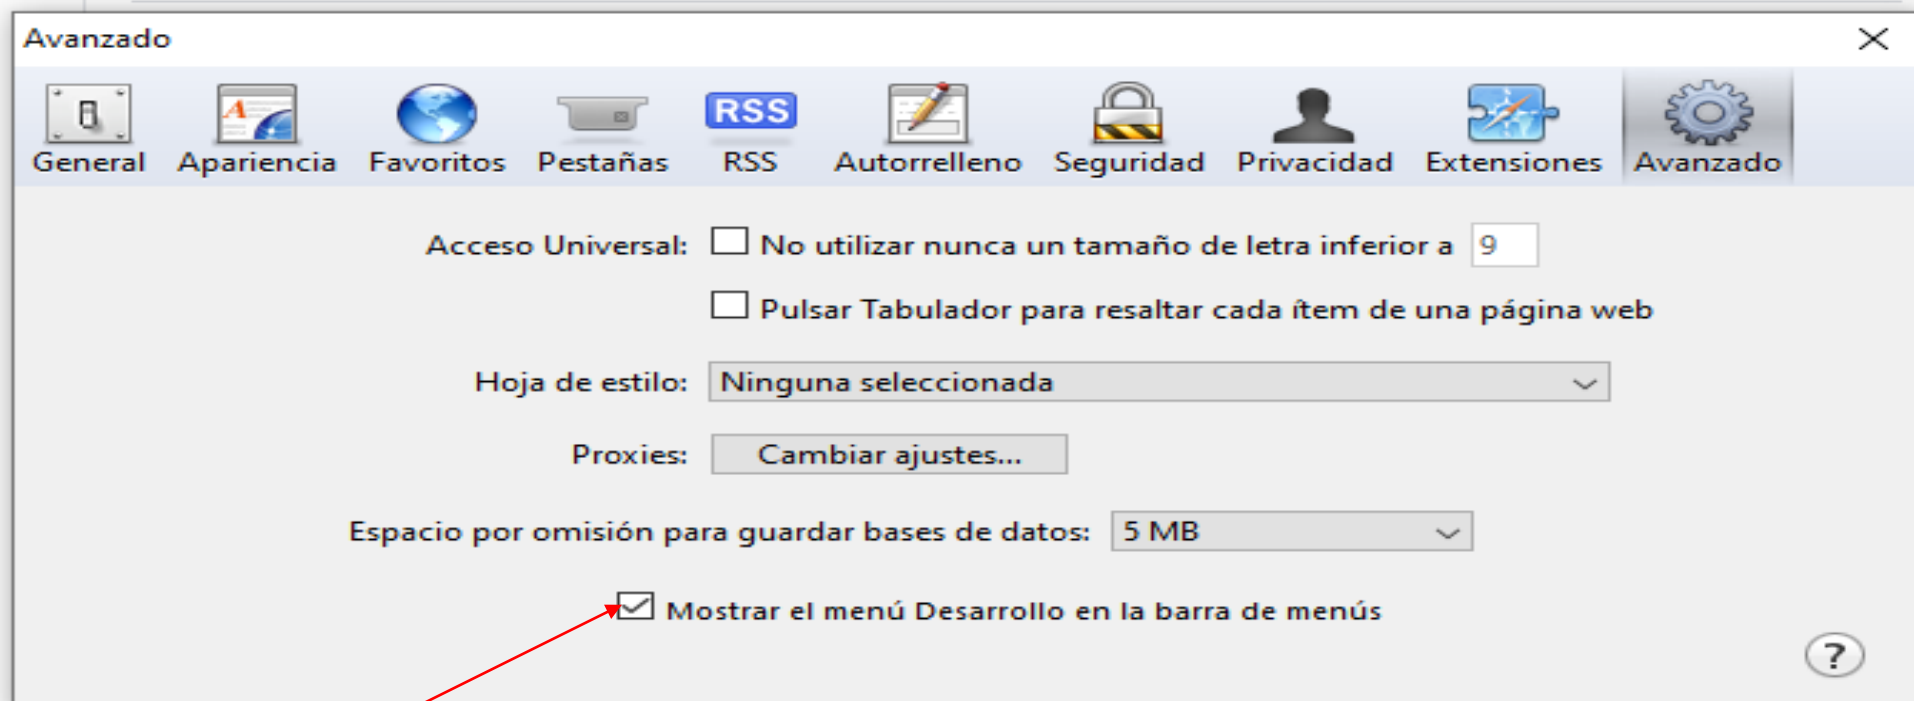 Avanzado
General Apariencia Favoritos Pestañas RSS RSS Autorrelleno Seguridad Privacidad Extensiones Avanzado
Acceso Universal: No utilizar nunca un tamaño de letra inferior a 9
Pulsar Tabulador para resaltar cada ítem de una página web
Hoja de estilo: Ninguna seleccionada
Proxies: Cambiar ajustes...
Espacio por omisión para guardar bases de datos: 5 MB
Mostrar el menú Desarrollo en la barra de menús
?